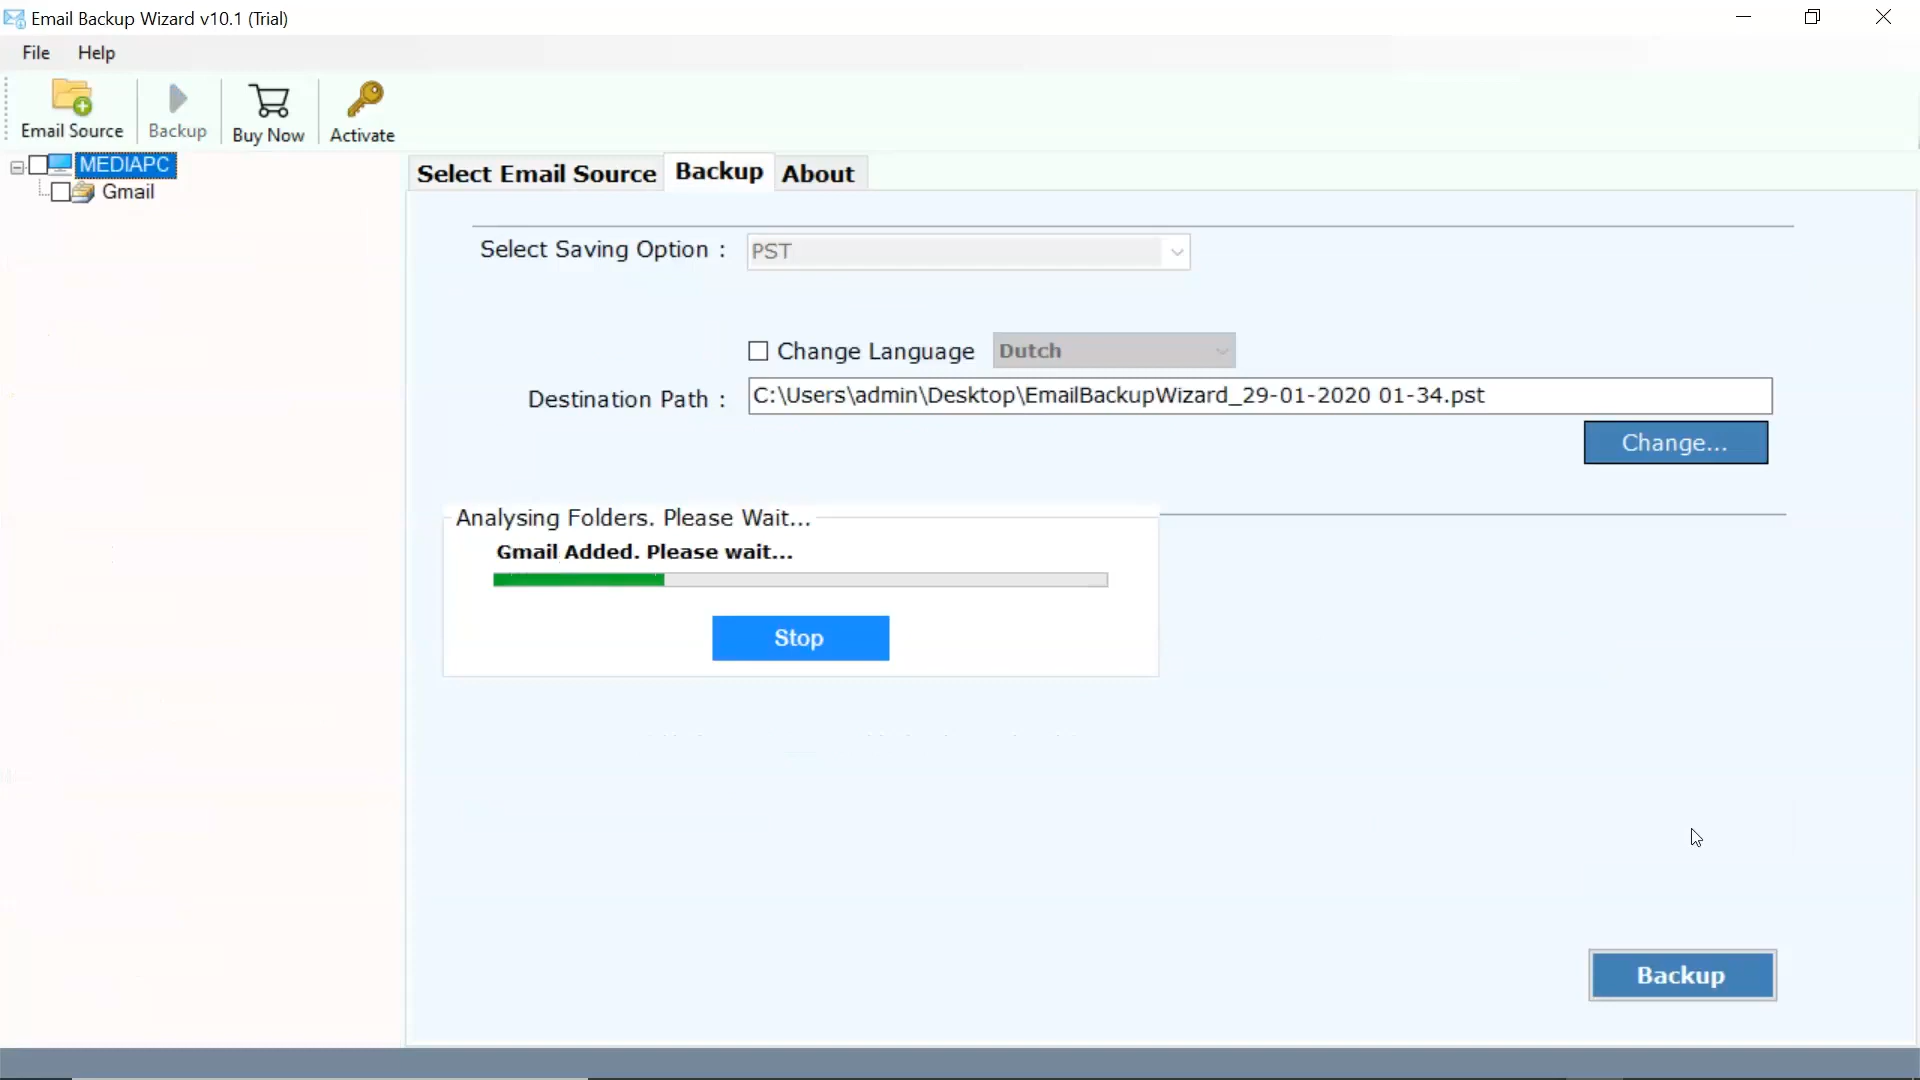 Email Backup Wizard v10.1 (Trial)
File Help
Email Source Backup Buy Now Activate
MEDIAPC
Gmail
Select Email Source Backup About
Select Saving Option : PST
Change Language Dutch
Destination Path : C:\Users\admin\Desktop\EmailBackupWizard_29-01-2020 01-34.pst
Change...
Analysing Folders. Please Wait...
Gmail Added. Please wait...
Stop
Backup